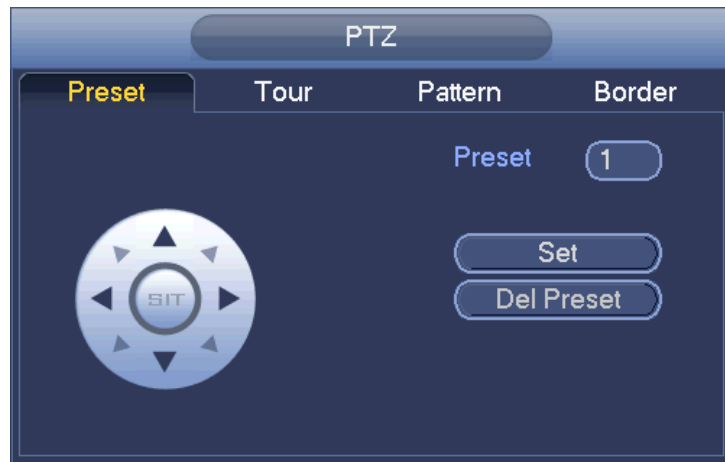 PTZ
Preset Tour Pattern Border
Preset 1
SIT
Set
Del Preset